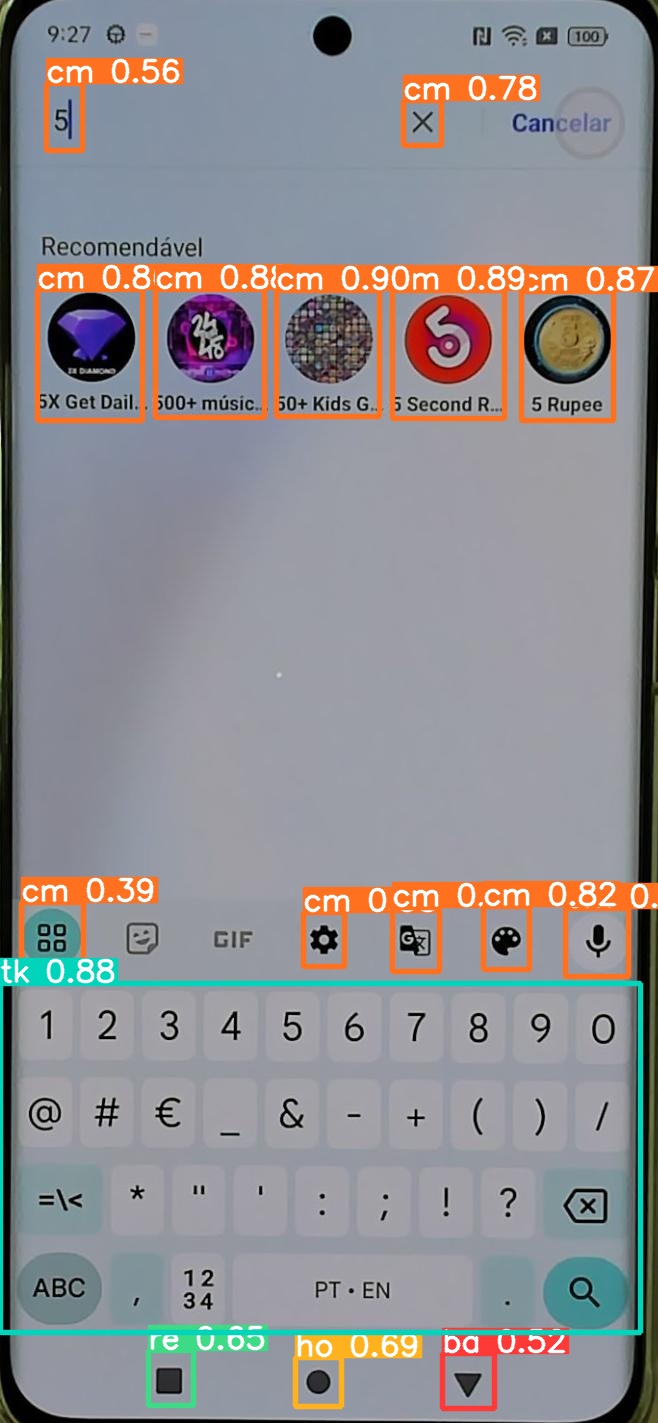 9:27 100
cm 0.56
cm 0.78
5 Cancelar
Recomendável
cm 0.8 cm 0.88 cm 0.90 m 0.89 cm 0.87
2X DIAMOND
5X Get Dail... 500+ músic... 50+ Kids G... 5 Second R... 5 Rupee
cm 0.39 cm 0. cm 0. cm 0.82 0.
GIF
tk 0.88
1 2 3 4 5 6 7 8 9 0
@ # € _ & - + ( ) /
=\< * " ' : ; ! ?
ABC , 12 34 PT • EN .
re 0.65 ho 0.69 ba 0.52